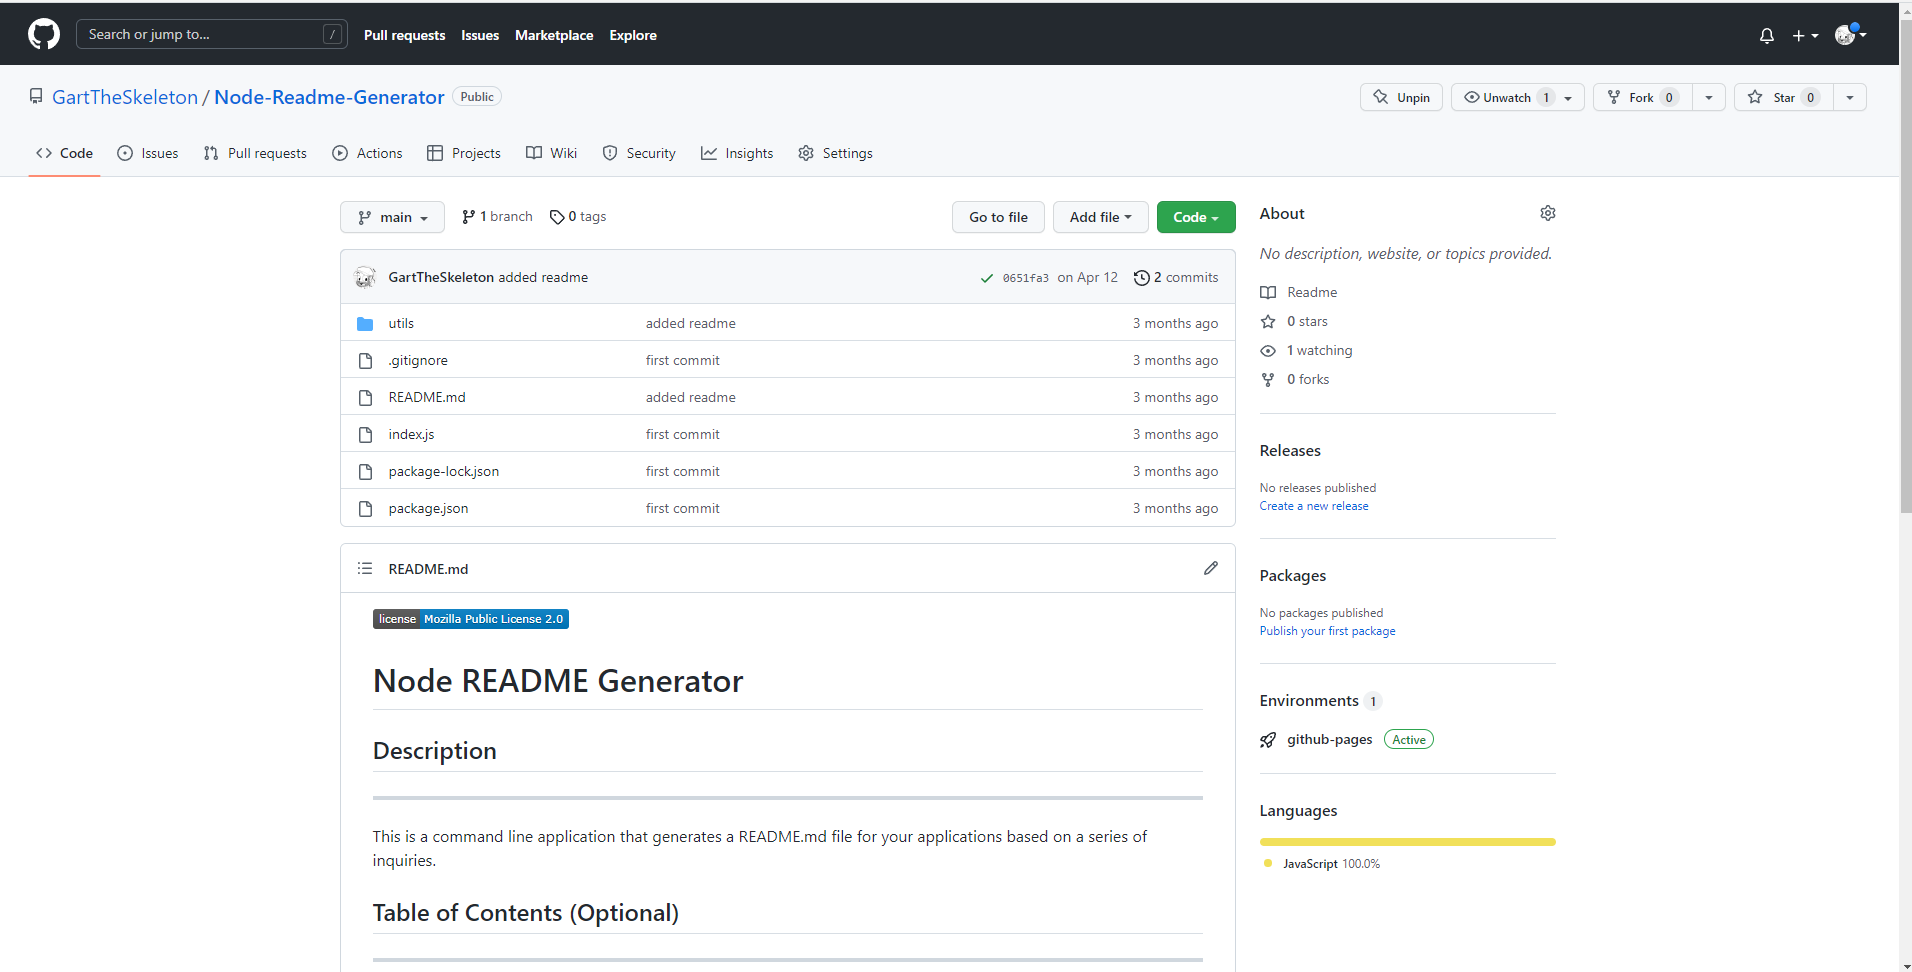 Search or jump to... /
Pull requests Issues Marketplace Explore
GartTheSkeleton / Node-Readme-Generator Public
Unpin Unwatch 1 Fork 0 Star 0
Code Issues Pull requests Actions Projects Wiki Security Insights Settings
main 1 branch 0 tags Go to file Add file Code
GartTheSkeleton added readme 0651fa3 on Apr 12 2 commits
utils added readme 3 months ago
.gitignore first commit 3 months ago
README.md added readme 3 months ago
index.js first commit 3 months ago
package-lock.json first commit 3 months ago
package.json first commit 3 months ago
README.md
license Mozilla Public License 2.0
Node README Generator
Description
This is a command line application that generates a README.md file for your applications based on a series of
inquiries.
Table of Contents (Optional)
About
No description, website, or topics provided.
Readme
0 stars
1 watching
0 forks
Releases
No releases published
Create a new release
Packages
No packages published
Publish your first package
Environments 1
github-pages Active
Languages
JavaScript 100.0%